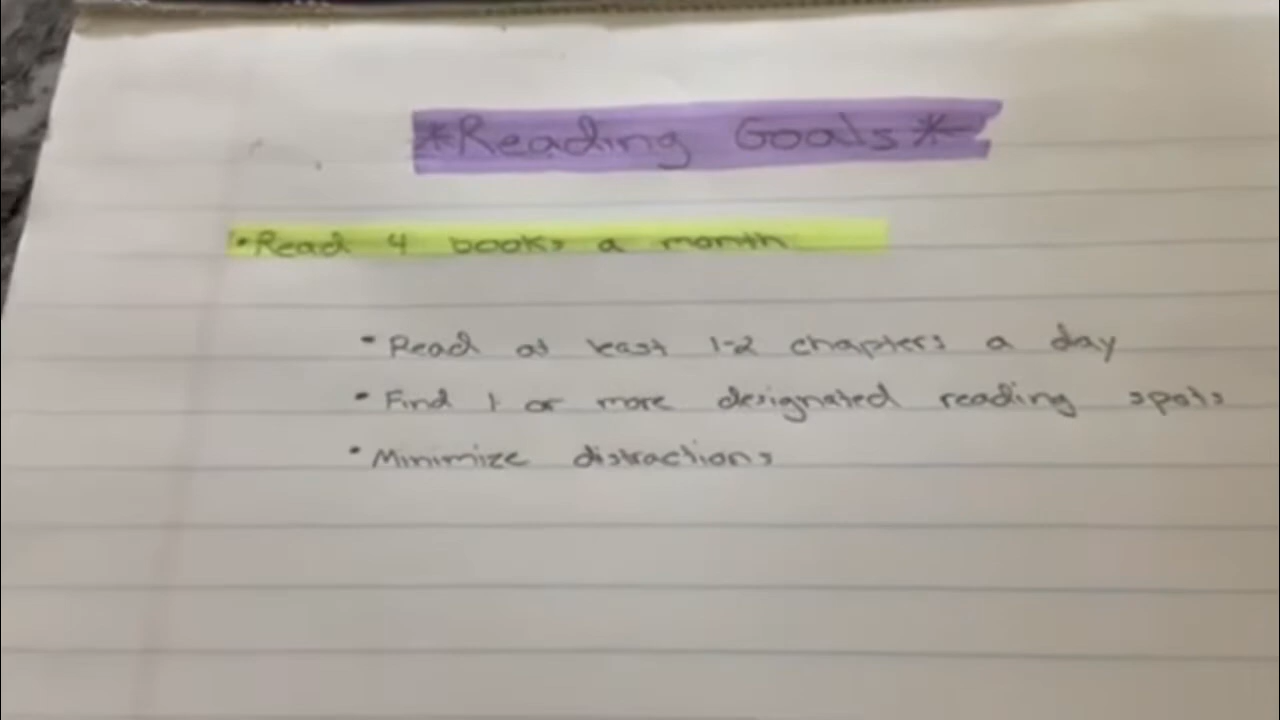 *Reading Goals*
• Read 4 books a month
• Read at least 1-2 chapters a day
• Find 1 or more designated reading spots
• Minimize distractions